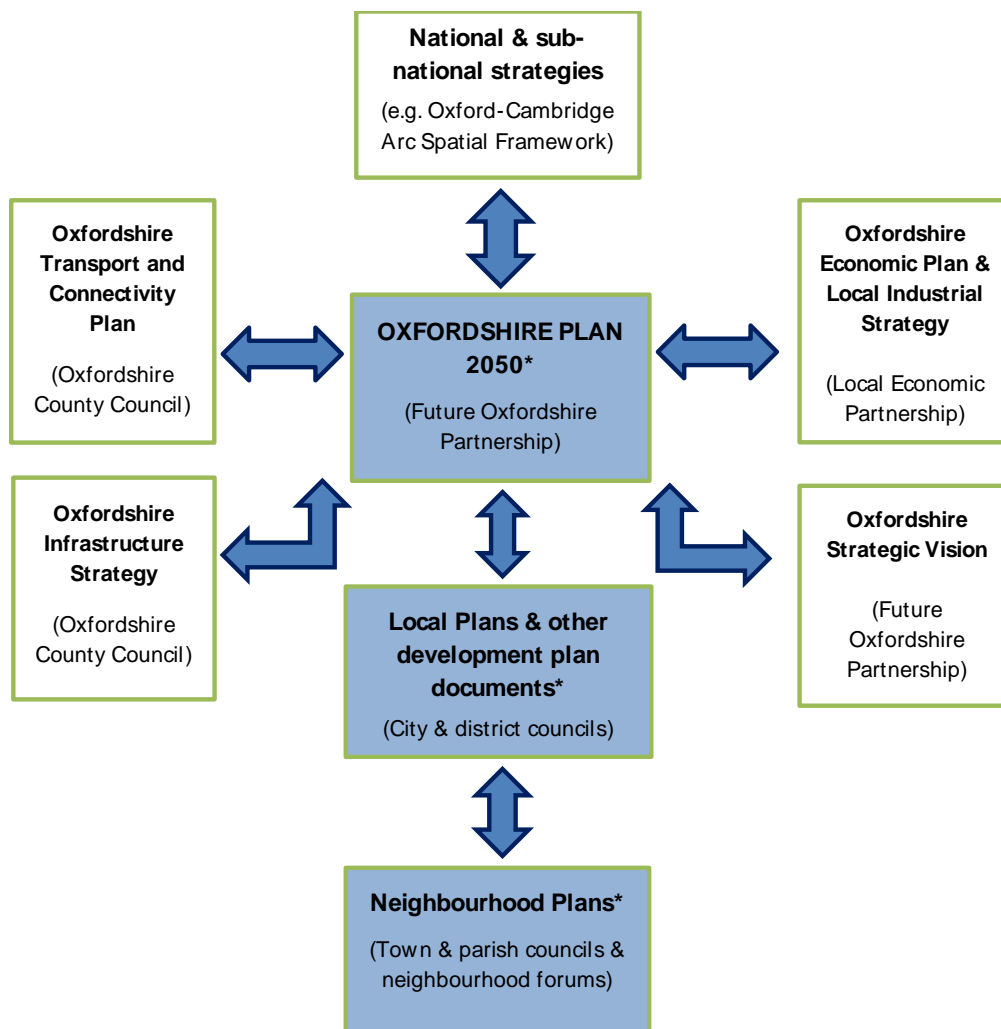 National & sub-
national strategies
(e.g. Oxford-Cambridge
Arc Spatial Framework)
Oxfordshire
Transport and
Connectivity
Plan
(Oxfordshire
County Council)
OXFORDSHIRE PLAN
2050*
(Future Oxfordshire
Partnership)
Oxfordshire
Economic Plan &
Local Industrial
Strategy
(Local Economic
Partnership)
Oxfordshire
Infrastructure
Strategy
(Oxfordshire
County Council)
Oxfordshire
Strategic Vision
(Future
Oxfordshire
Partnership)
Local Plans & other
development plan
documents*
(City & district councils)
Neighbourhood Plans*
(Town & parish councils &
neighbourhood forums)